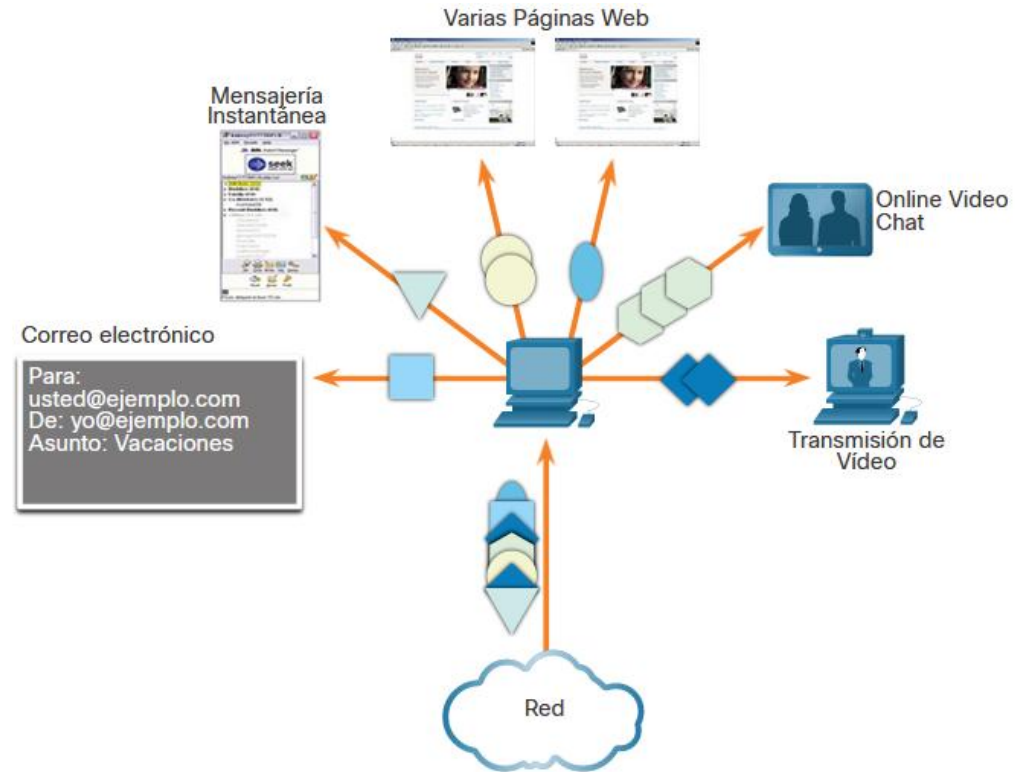 Varias Páginas Web
Mensajería
Instantánea
seek
Online Video
Chat
Correo electrónico
Para:
usted@ejemplo.com
De: yo@ejemplo.com
Asunto: Vacaciones
Transmisión de
Vídeo
Red